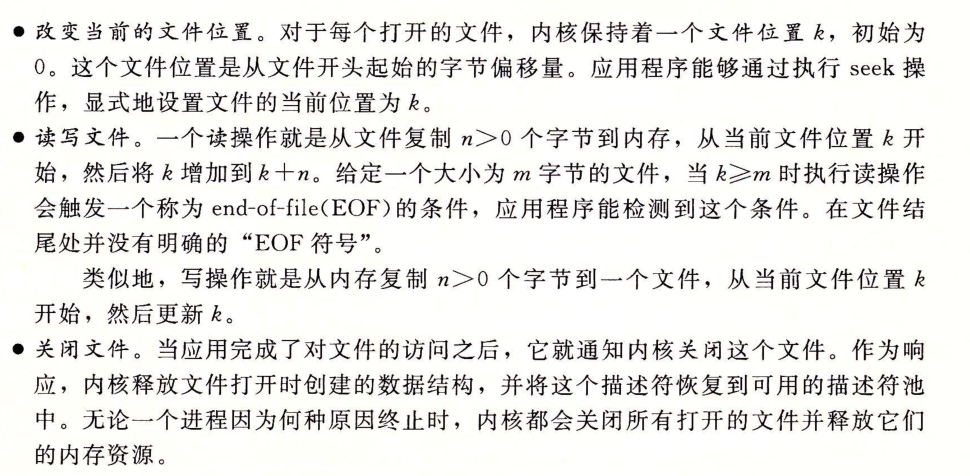 ● 改变当前的文件位置。对于每个打开的文件，内核保持着一个文件位置 k，初始为
0。这个文件位置是从文件开头起始的字节偏移量。应用程序能够通过执行 seek 操
作，显式地设置文件的当前位置为 k。
● 读写文件。一个读操作就是从文件复制 n>0 个字节到内存，从当前文件位置 k 开
始，然后将 k 增加到 k+n。给定一个大小为 m 字节的文件，当 k≥m 时执行读操作
会触发一个称为 end-of-file(EOF)的条件，应用程序能检测到这个条件。在文件结
尾处并没有明确的“EOF 符号”。
类似地，写操作就是从内存复制 n>0 个字节到一个文件，从当前文件位置 k
开始，然后更新 k。
● 关闭文件。当应用完成了对文件的访问之后，它就通知内核关闭这个文件。作为响
应，内核释放文件打开时创建的数据结构，并将这个描述符恢复到可用的描述符池
中。无论一个进程因为何种原因终止时，内核都会关闭所有打开的文件并释放它们
的内存资源。